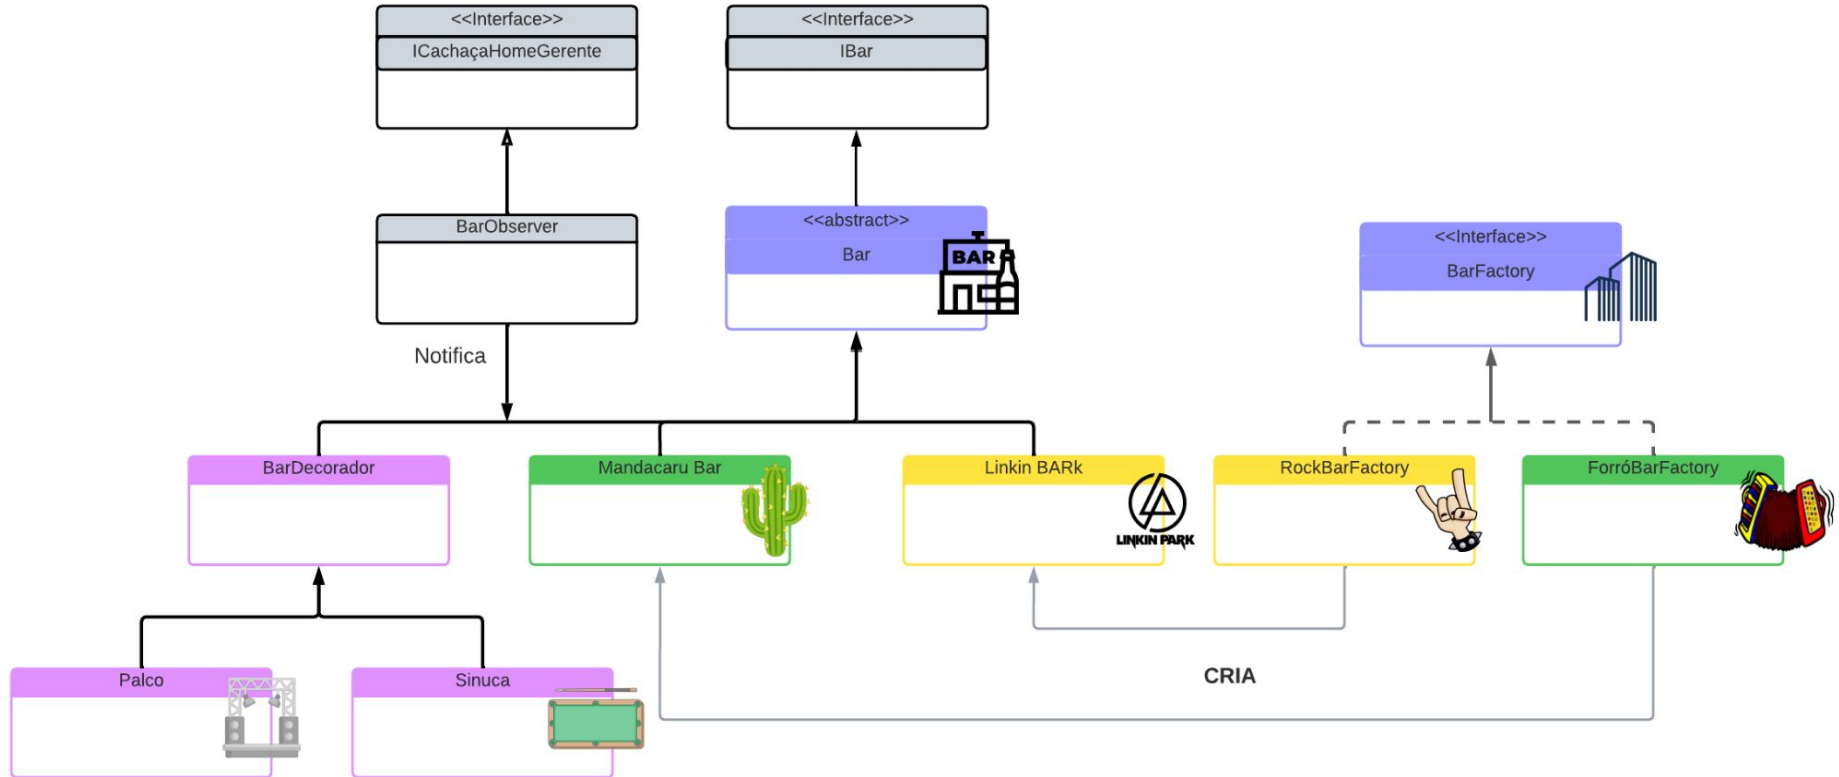 <<Interface>>
ICachaçaHomeGerente
<<Interface>>
IBar
BarObserver
<<abstract>>
Bar
BAR
<<Interface>>
BarFactory
Notifica
BarDecorador
Mandacaru Bar
Linkin BARk
LINKIN PARK
RockBarFactory
ForróBarFactory
Palco
Sinuca
CRIA